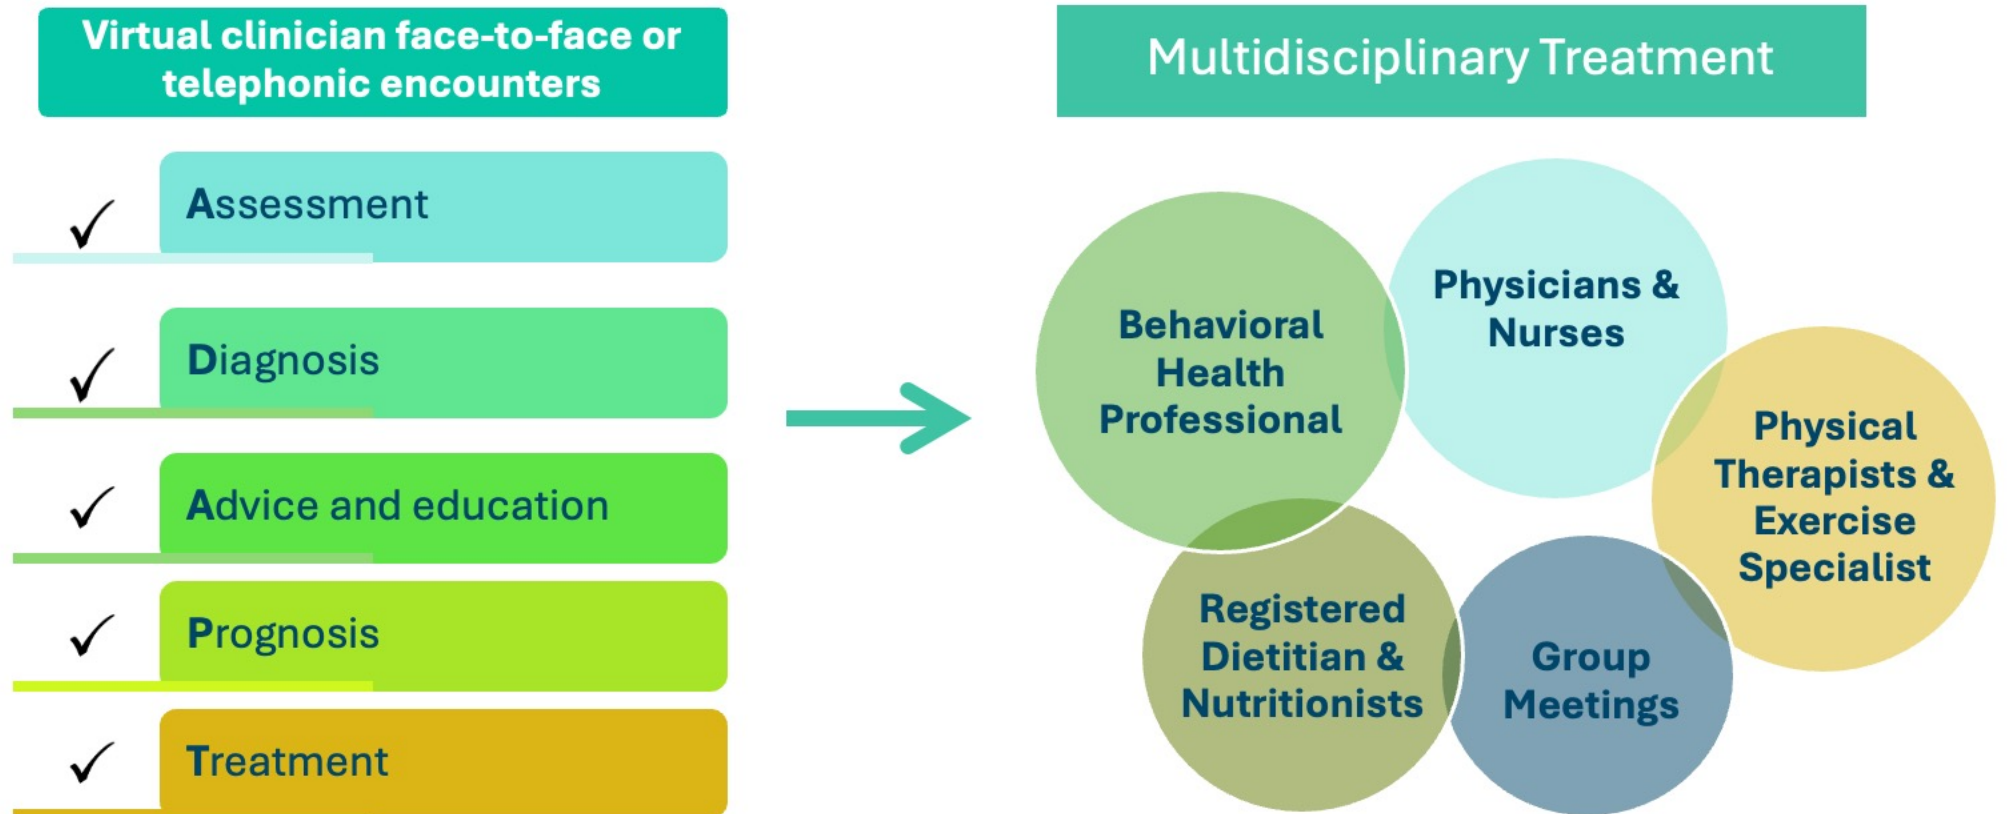 Virtual clinician face-to-face or
telephonic encounters
Assessment
Diagnosis
Advice and education
Prognosis
Treatment
Multidisciplinary Treatment
Behavioral
Health
Professional
Physicians &
Nurses
Physical
Therapists &
Exercise
Specialist
Registered
Dietitian &
Nutritionists
Group
Meetings